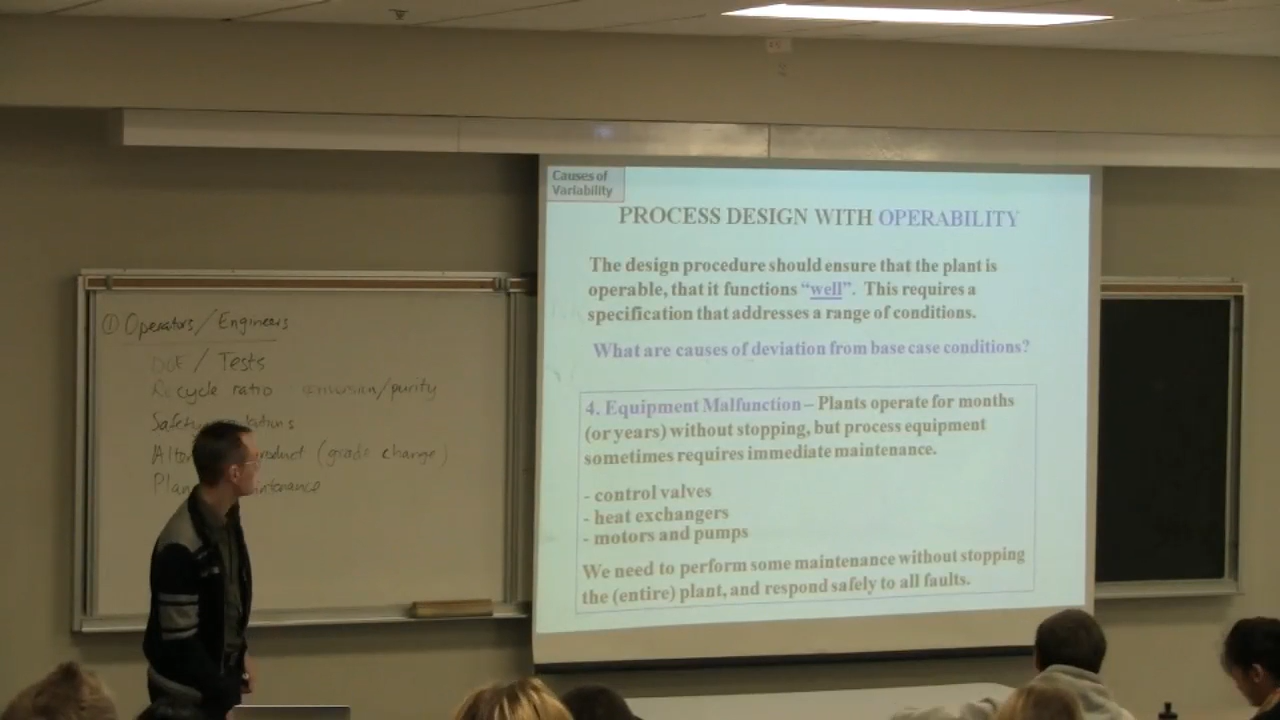 ① Operators/Engineers
DOE / Tests
Recycle ratio conversion/purity
Safety
product (grade change)
Causes of
Variability
PROCESS DESIGN WITH OPERABILITY
The design procedure should ensure that the plant is
operable, that it functions “well”. This requires a
specification that addresses a range of conditions.
What are causes of deviation from base case conditions?
4. Equipment Malfunction – Plants operate for months
(or years) without stopping, but process equipment
sometimes requires immediate maintenance.
- control valves
- heat exchangers
- motors and pumps
We need to perform some maintenance without stopping
the (entire) plant, and respond safely to all faults.